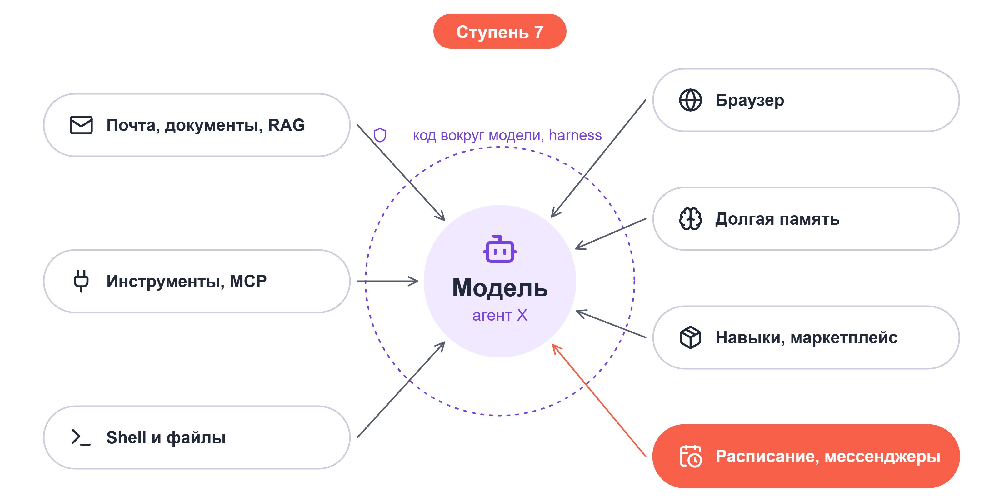 Ступень 7
Почта, документы, RAG
Инструменты, MCP
Shell и файлы
код вокруг модели, harness
Модель
агент X
Браузер
Долгая память
Навыки, маркетплейс
Расписание, мессенджеры